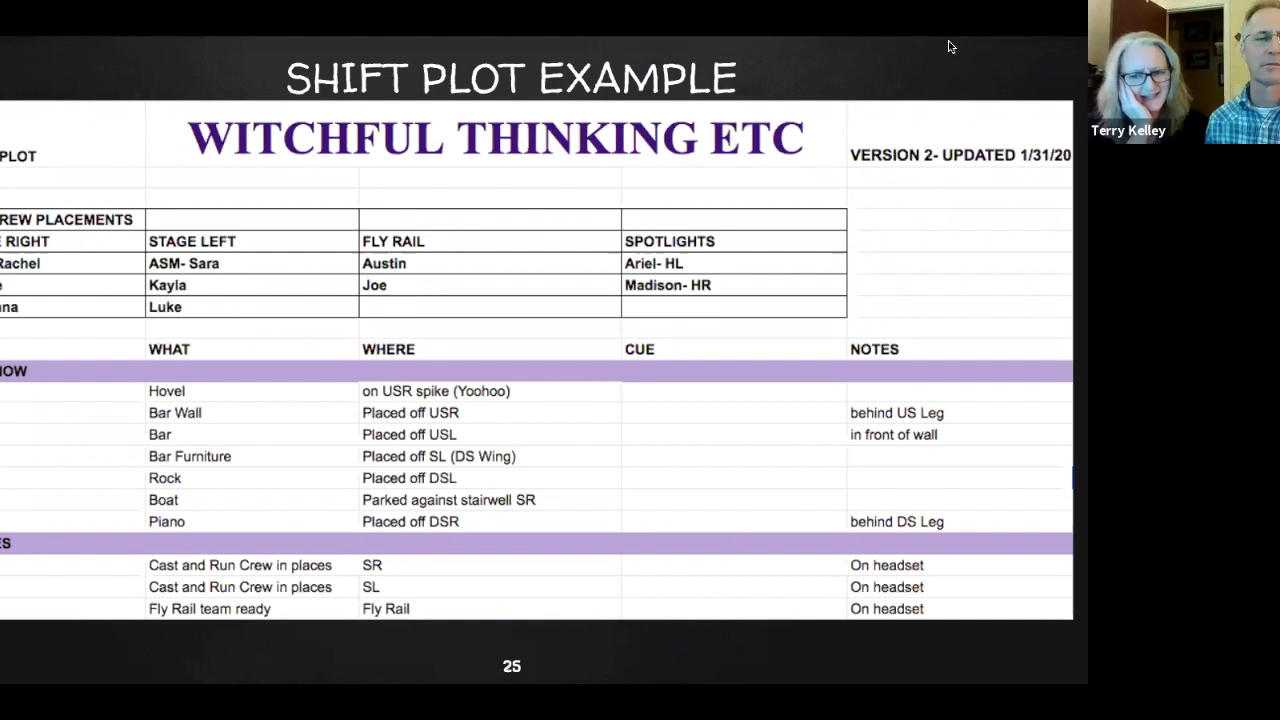 SHIFT PLOT EXAMPLE
PLOT WITCHFUL THINKING ETC VERSION 2- UPDATED 1/31/20
REW PLACEMENTS
RIGHT STAGE LEFT FLY RAIL SPOTLIGHTS
Rachel ASM- Sara Austin Ariel- HL
Kayla Joe Madison- HR
na Luke
WHAT WHERE CUE NOTES
OW
Hovel on USR spike (Yoohoo)
Bar Wall Placed off USR behind US Leg
Bar Placed off USL in front of wall
Bar Furniture Placed off SL (DS Wing)
Rock Placed off DSL
Boat Parked against stairwell SR
Piano Placed off DSR behind DS Leg
ES
Cast and Run Crew in places SR On headset
Cast and Run Crew in places SL On headset
Fly Rail team ready Fly Rail On headset
25
Terry Kelley